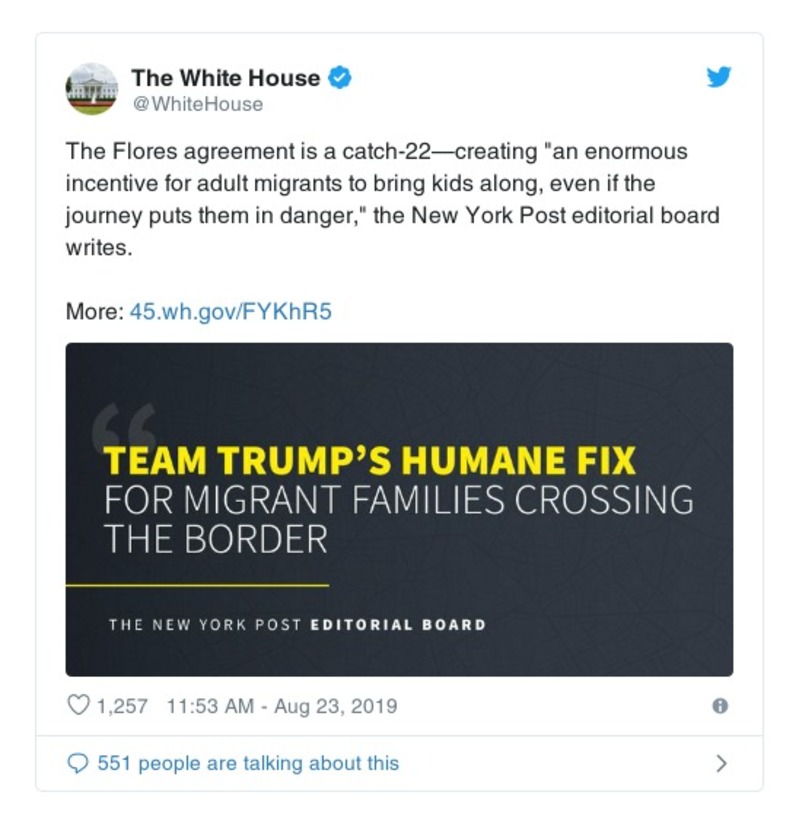 The White House
@WhiteHouse
The Flores agreement is a catch-22—creating "an enormous
incentive for adult migrants to bring kids along, even if the
journey puts them in danger," the New York Post editorial board
writes.
More: 45.wh.gov/FYKhR5
“
TEAM TRUMP’S HUMANE FIX
FOR MIGRANT FAMILIES CROSSING
THE BORDER
THE NEW YORK POST EDITORIAL BOARD
1,257 11:53 AM - Aug 23, 2019
551 people are talking about this